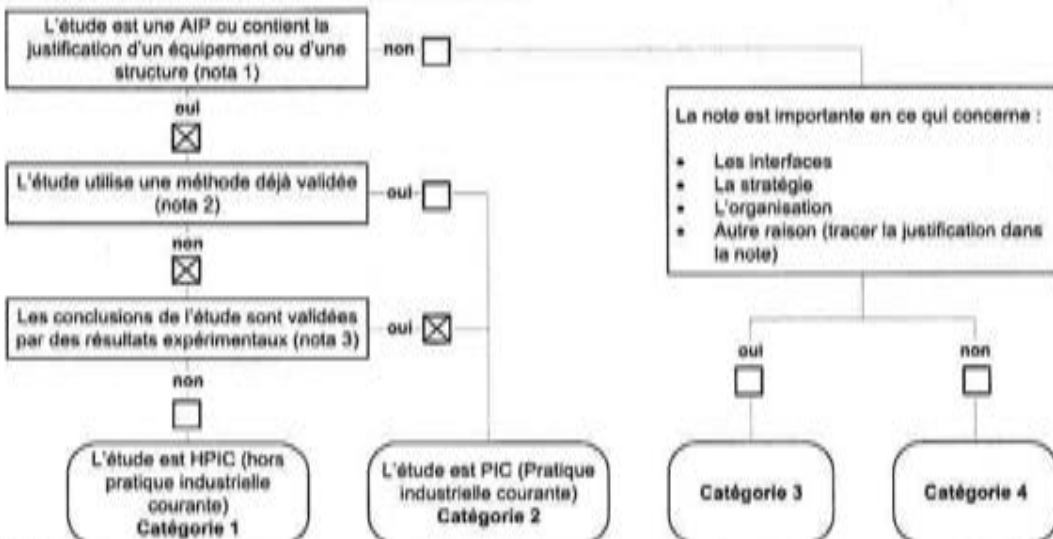 L'étude est une AIP ou contient la
justification d'un équipement ou d'une
structure (nota 1)
non
oui
L'étude utilise une méthode déjà validée
(nota 2)
oui
non
Les conclusions de l'étude sont validées
par des résultats expérimentaux (nota 3)
oui
non
L'étude est HPIC (hors
pratique industrielle
courante)
Catégorie 1
L'étude est PIC (Pratique
industrielle courante)
Catégorie 2
La note est importante en ce qui concerne :
• Les interfaces
• La stratégie
• L'organisation
• Autre raison (tracer la justification dans
la note)
oui
non
Catégorie 3
Catégorie 4